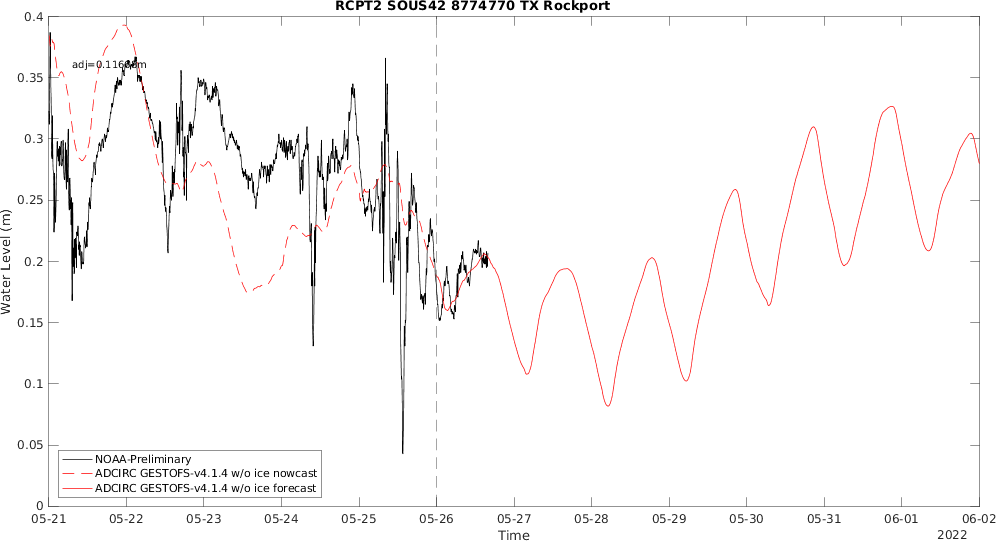 RCPT2 SOUS42 8774770 TX Rockport
Water Level (m)
0.4
0.35
0.3
0.25
0.2
0.15
0.1
0.05
0
NOAA-Preliminary
ADCIRC GESTOFS-v4.1.4 w/o ice nowcast
ADCIRC GESTOFS-v4.1.4 w/o ice forecast
05-21 05-22 05-23 05-24 05-25 05-26 05-27 05-28 05-29 05-30 05-31 06-01 06-02
Time
2022